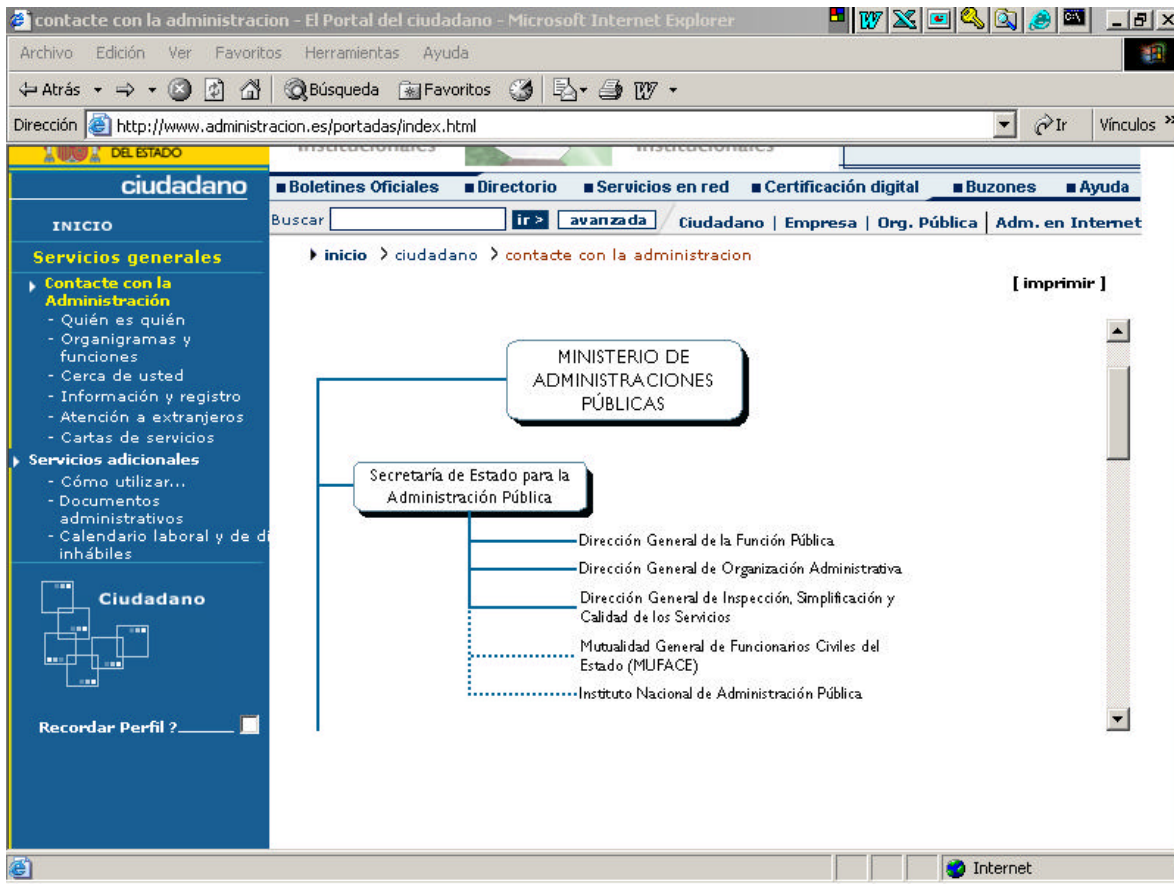 contacte con la administracion - El Portal del ciudadano - Microsoft Internet Explorer
Archivo Edición Ver Favoritos Herramientas Ayuda
Atrás Búsqueda Favoritos
Dirección http://www.administracion.es/portadas/index.html Ir Vínculos »
DEL ESTADO
ciudadano
Boletines Oficiales Directorio Servicios en red Certificación digital Buzones Ayuda
Buscar ir > avanzada Ciudadano | Empresa | Org. Pública | Adm. en Internet
INICIO
inicio > ciudadano > contacte con la administracion
[ imprimir ]
Servicios generales
Contacte con la
Administración
- Quién es quién
- Organigramas y
funciones
- Cerca de usted
- Información y registro
- Atención a extranjeros
- Cartas de servicios
Servicios adicionales
- Cómo utilizar...
- Documentos
administrativos
- Calendario laboral y de di
inhábiles
Ciudadano
Recordar Perfil ?
MINISTERIO DE
ADMINISTRACIONES
PÚBLICAS
Secretaría de Estado para la
Administración Pública
Dirección General de la Función Pública
Dirección General de Organización Administrativa
Dirección General de Inspección, Simplificación y
Calidad de los Servicios
Mutualidad General de Funcionarios Civiles del
Estado (MUFACE)
Instituto Nacional de Administración Pública
Internet